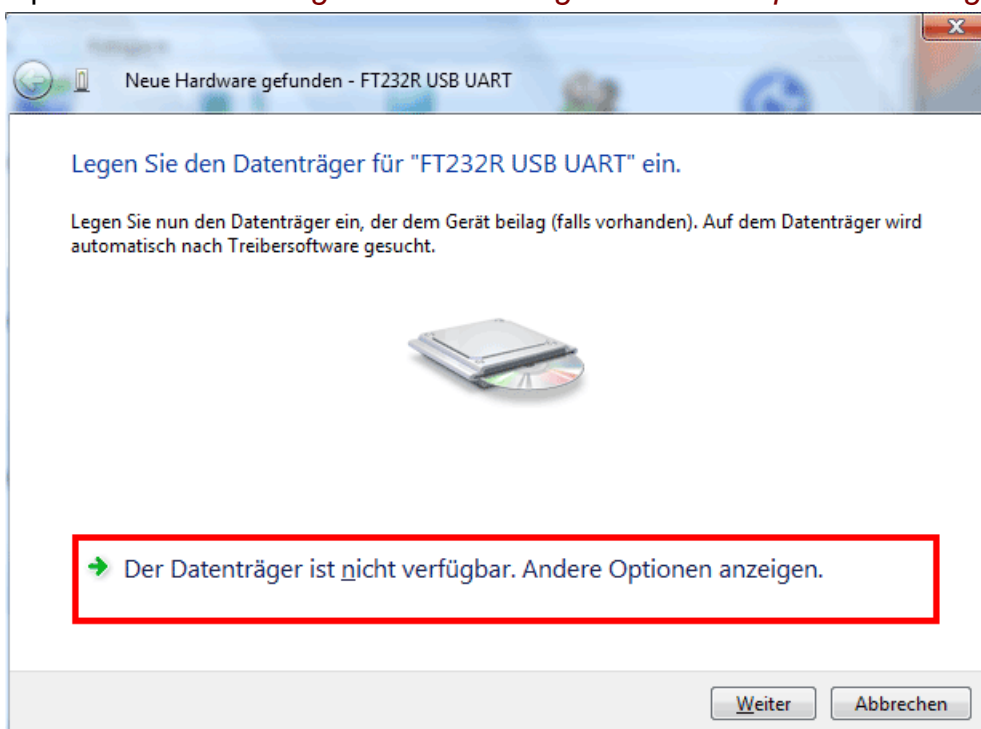 Neue Hardware gefunden - FT232R USB UART
Legen Sie den Datenträger für "FT232R USB UART" ein.
Legen Sie nun den Datenträger ein, der dem Gerät beilag (falls vorhanden). Auf dem Datenträger wird
automatisch nach Treibersoftware gesucht.
Der Datenträger ist nicht verfügbar. Andere Optionen anzeigen.
Weiter Abbrechen